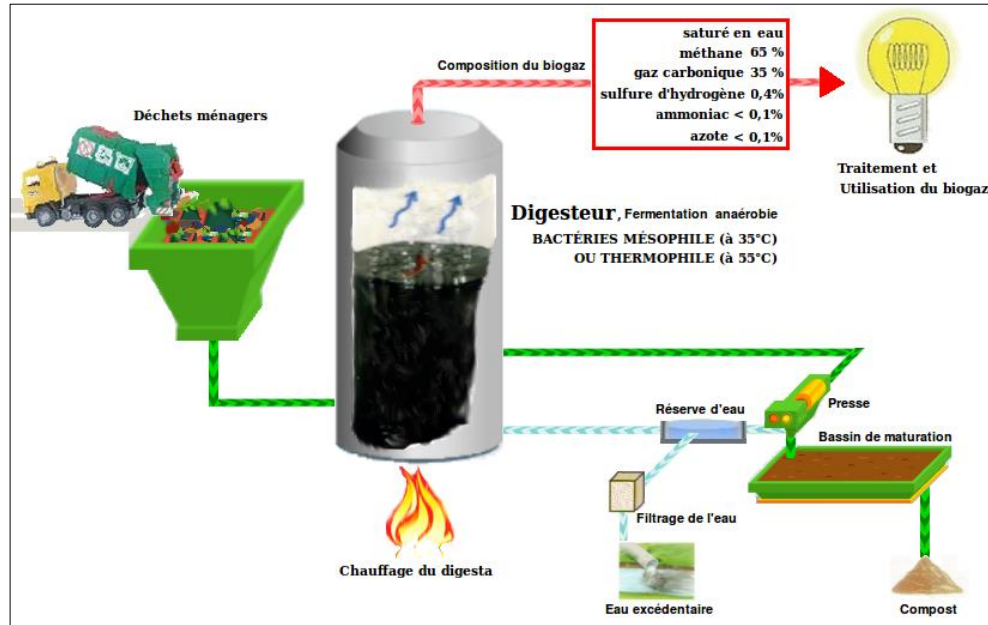 Composition du biogaz
saturé en eau
méthane 65 %
gaz carbonique 35 %
sulfure d'hydrogène 0,4%
ammoniac < 0,1%
azote < 0,1%
Déchets ménagers
Traitement et
Utilisation du biogaz
Digesteur, Fermentation anaérobie
BACTÉRIES MÉSOPHILE (à 35°C)
OU THERMOPHILE (à 55°C)
Presse
Réserve d'eau
Bassin de maturation
Filtrage de l'eau
Chauffage du digesta
Eau excédentaire
Compost